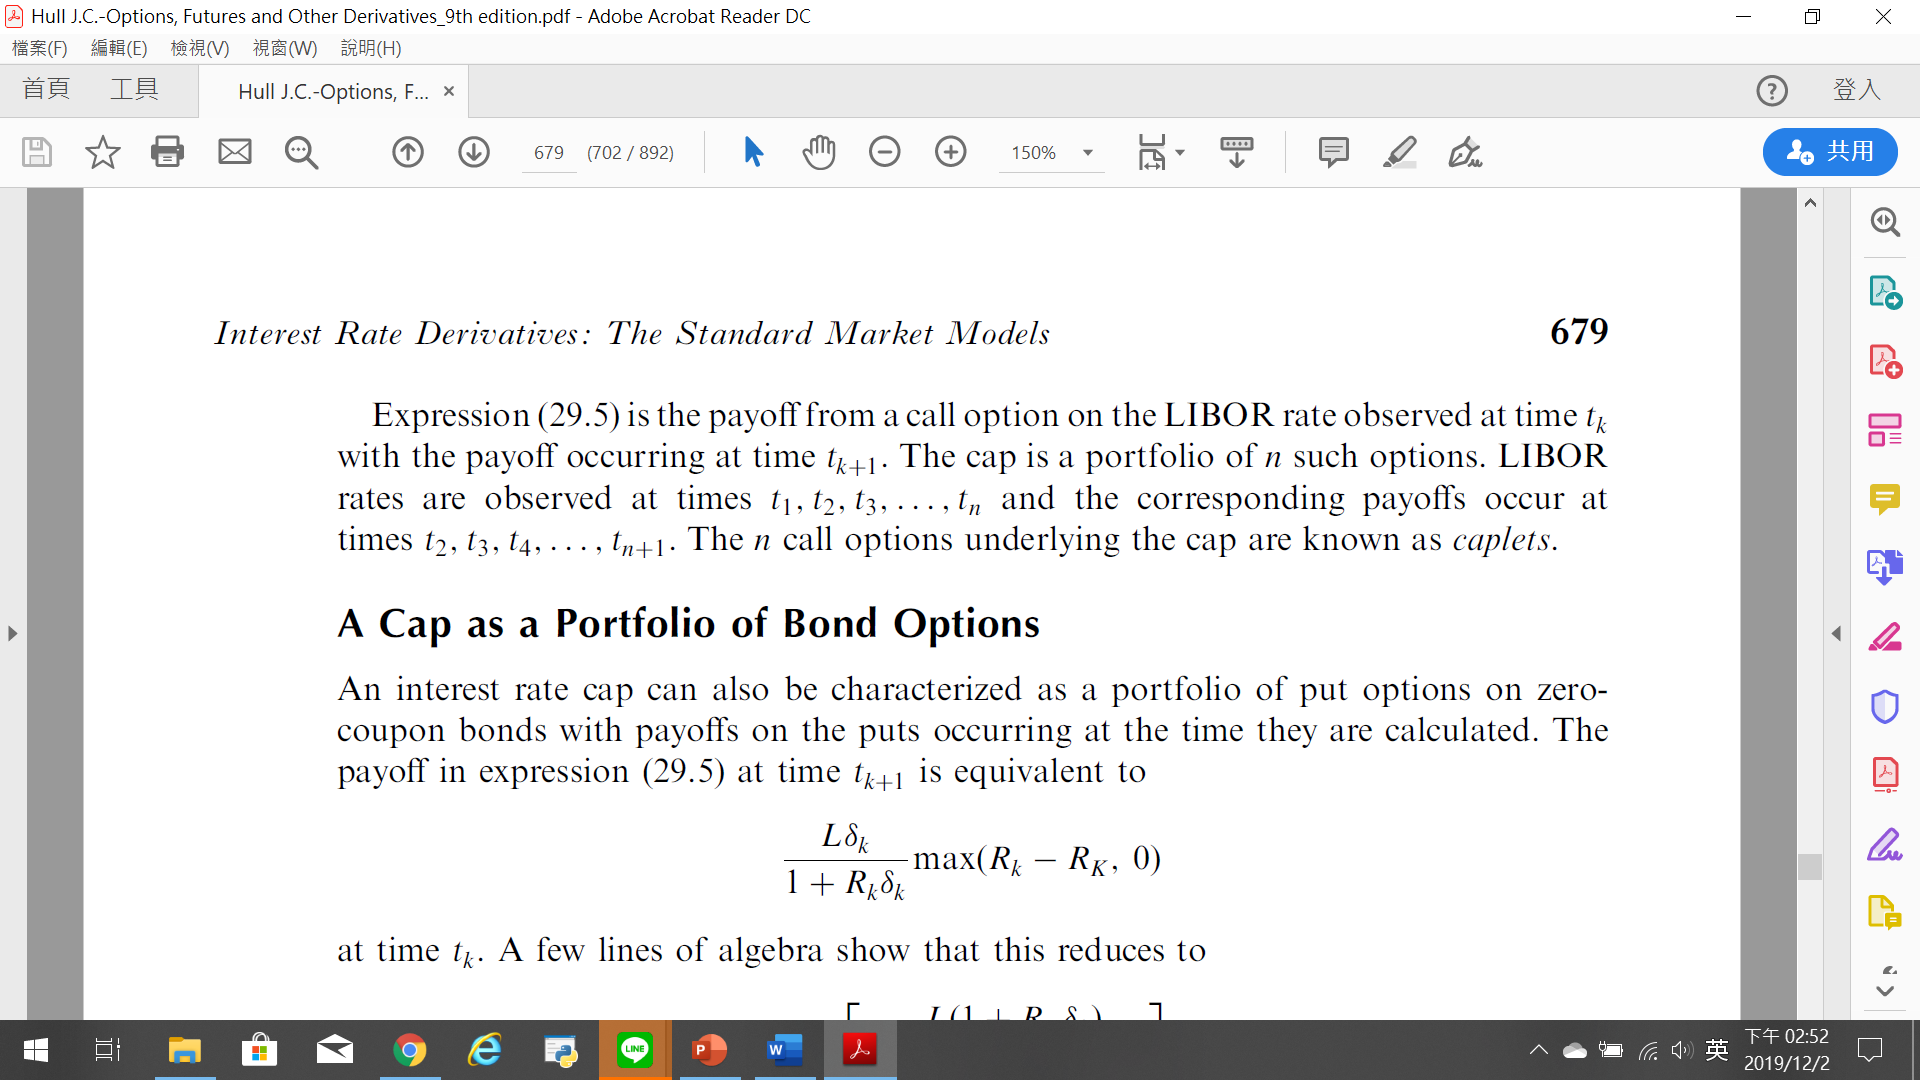 Hull J.C.-Options, Futures and Other Derivatives_9th edition.pdf - Adobe Acrobat Reader DC
檔案(F) 編輯(E) 檢視(V) 視窗(W) 說明(H)
首頁 工具 Hull J.C.-Options, F... × ? 登入
679 (702 / 892) 150% 共用
Interest Rate Derivatives: The Standard Market Models 679
Expression (29.5) is the payoff from a call option on the LIBOR rate observed at time t_k
with the payoff occurring at time t_{k+1}. The cap is a portfolio of n such options. LIBOR
rates are observed at times t_1, t_2, t_3, ..., t_n and the corresponding payoffs occur at
times t_2, t_3, t_4, ..., t_{n+1}. The n call options underlying the cap are known as caplets.
A Cap as a Portfolio of Bond Options
An interest rate cap can also be characterized as a portfolio of put options on zero-
coupon bonds with payoffs on the puts occurring at the time they are calculated. The
payoff in expression (29.5) at time t_{k+1} is equivalent to
\frac{Lδ_k}{1 + R_kδ_k} max(R_k − R_K, 0)
at time t_k. A few lines of algebra show that this reduces to
LINE P W 英 下午 02:52
2019/12/2